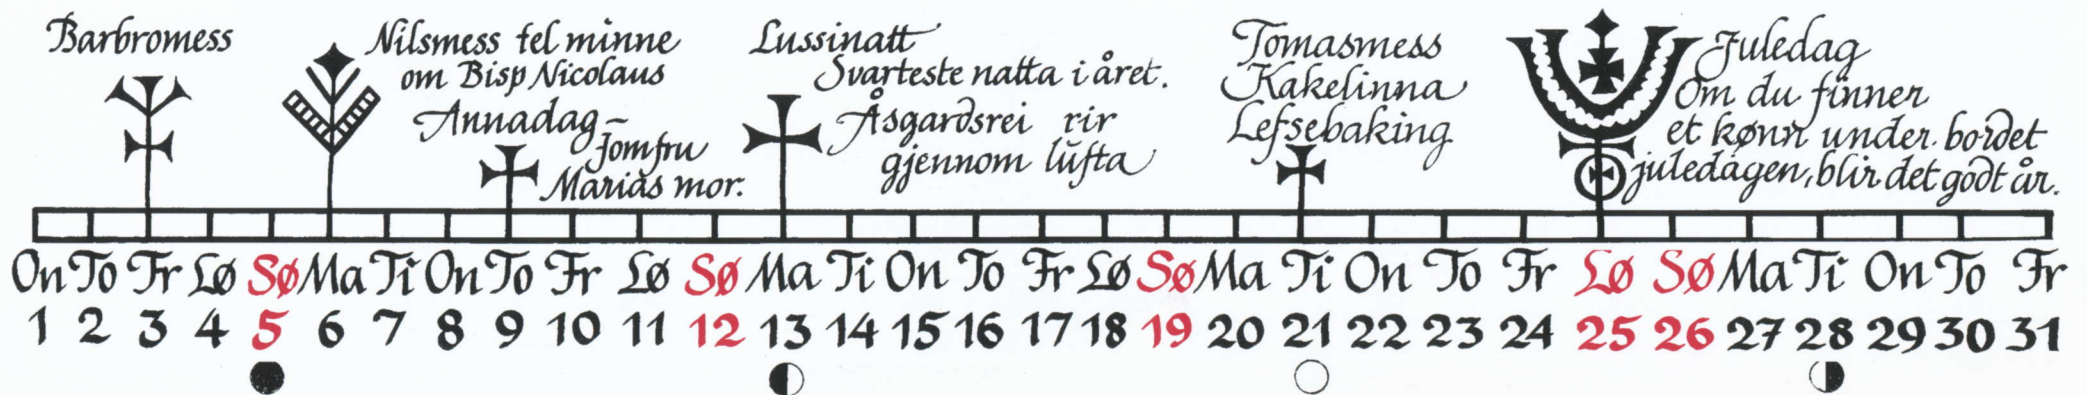 Barbromess
Nilsmess tel minne
om Bisp Nicolaus
Annadag –
Jomfru
Marias mor.
Lussinatt
Svarteste natta i året.
Åsgardsrei rir
gjennom lufta
Tomasmess
Kakelinna
Lefsebaking
Juledag
Om du finner
et kønn under bordet
juledagen, blir det godt år.
On To Fr Lø Sø Ma Ti On To Fr Lø Sø Ma Ti On To Fr Lø Sø Ma Ti On To Fr Lø Sø Ma Ti On To Fr
1 2 3 4 5 6 7 8 9 10 11 12 13 14 15 16 17 18 19 20 21 22 23 24 25 26 27 28 29 30 31